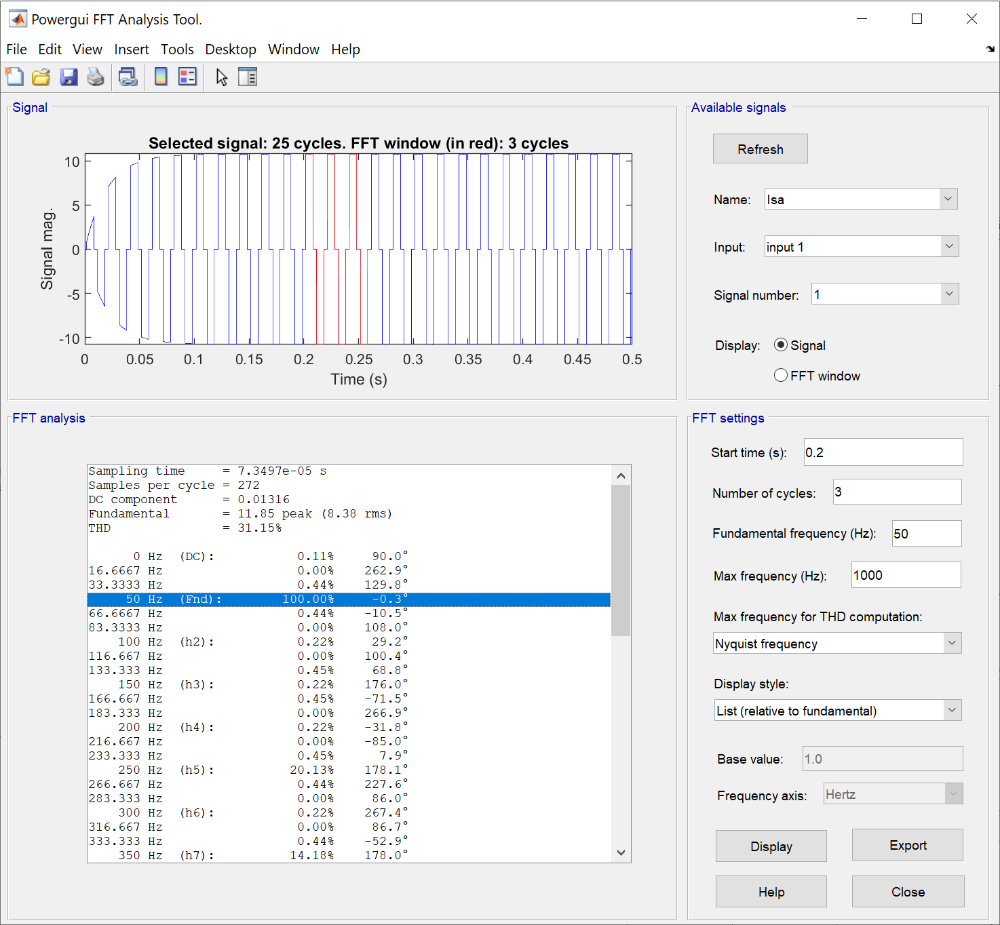 Powergui FFT Analysis Tool.
File Edit View Insert Tools Desktop Window Help
Signal
Selected signal: 25 cycles. FFT window (in red): 3 cycles
10
5
0
-5
-10
Signal mag.
0 0.05 0.1 0.15 0.2 0.25 0.3 0.35 0.4 0.45 0.5
Time (s)
Available signals
Refresh
Name: Isa
Input: input 1
Signal number: 1
Display: Signal
FFT window
FFT analysis
Sampling time = 7.3497e-05 s
Samples per cycle = 272
DC component = 0.01316
Fundamental = 11.85 peak (8.38 rms)
THD = 31.15%
0 Hz (DC): 0.11% 90.0°
16.6667 Hz 0.00% 262.9°
33.3333 Hz 0.44% 129.8°
50 Hz (Fnd): 100.00% -0.3°
66.6667 Hz 0.44% -10.5°
83.3333 Hz 0.00% 108.0°
100 Hz (h2): 0.22% 29.2°
116.667 Hz 0.00% 100.4°
133.333 Hz 0.45% 68.8°
150 Hz (h3): 0.22% 176.0°
166.667 Hz 0.45% -71.5°
183.333 Hz 0.00% 266.9°
200 Hz (h4): 0.22% -31.8°
216.667 Hz 0.00% -85.0°
233.333 Hz 0.45% 7.9°
250 Hz (h5): 20.13% 178.1°
266.667 Hz 0.44% 227.6°
283.333 Hz 0.00% 86.0°
300 Hz (h6): 0.22% 267.4°
316.667 Hz 0.00% 86.7°
333.333 Hz 0.44% -52.9°
350 Hz (h7): 14.18% 178.0°
FFT settings
Start time (s): 0.2
Number of cycles: 3
Fundamental frequency (Hz): 50
Max frequency (Hz): 1000
Max frequency for THD computation:
Nyquist frequency
Display style:
List (relative to fundamental)
Base value: 1.0
Frequency axis: Hertz
Display Export
Help Close